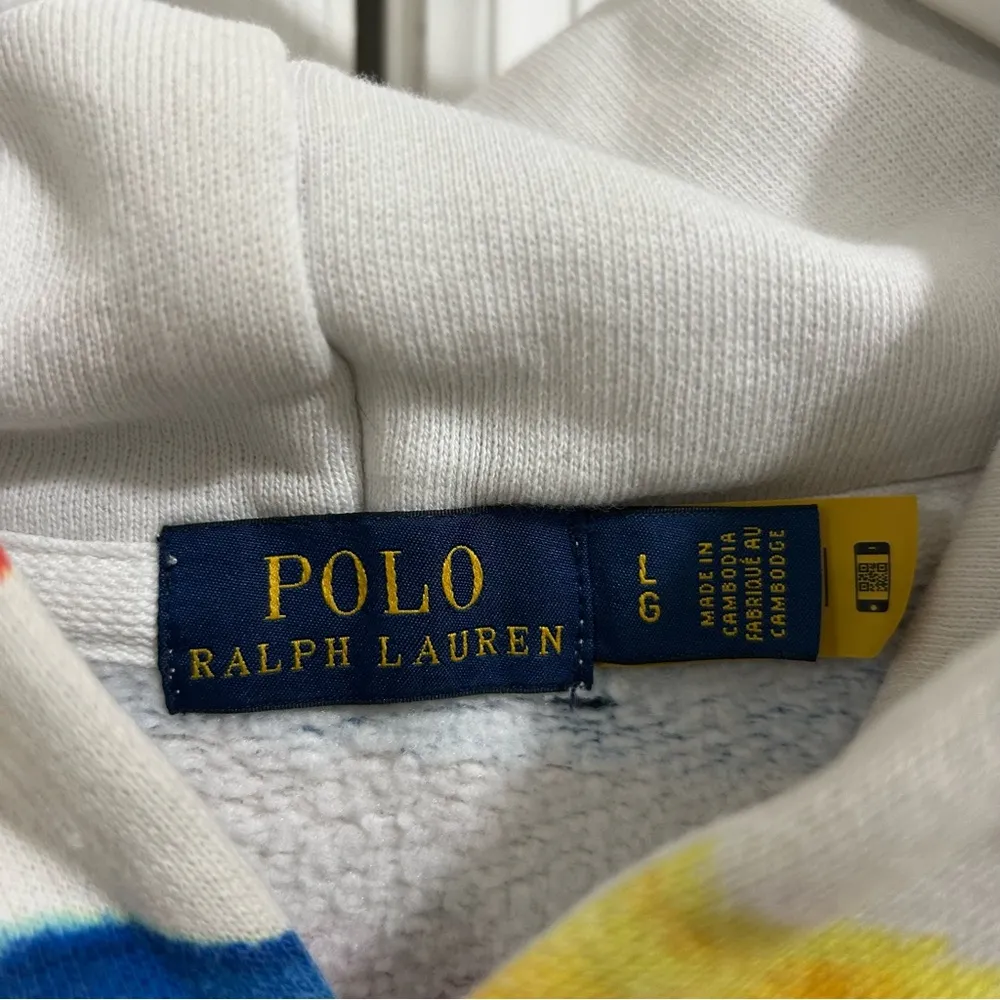 POLO
RALPH LAUREN
L
G
MADE IN
CAMBODIA
FABRIQUÉ AU
CAMBODGE